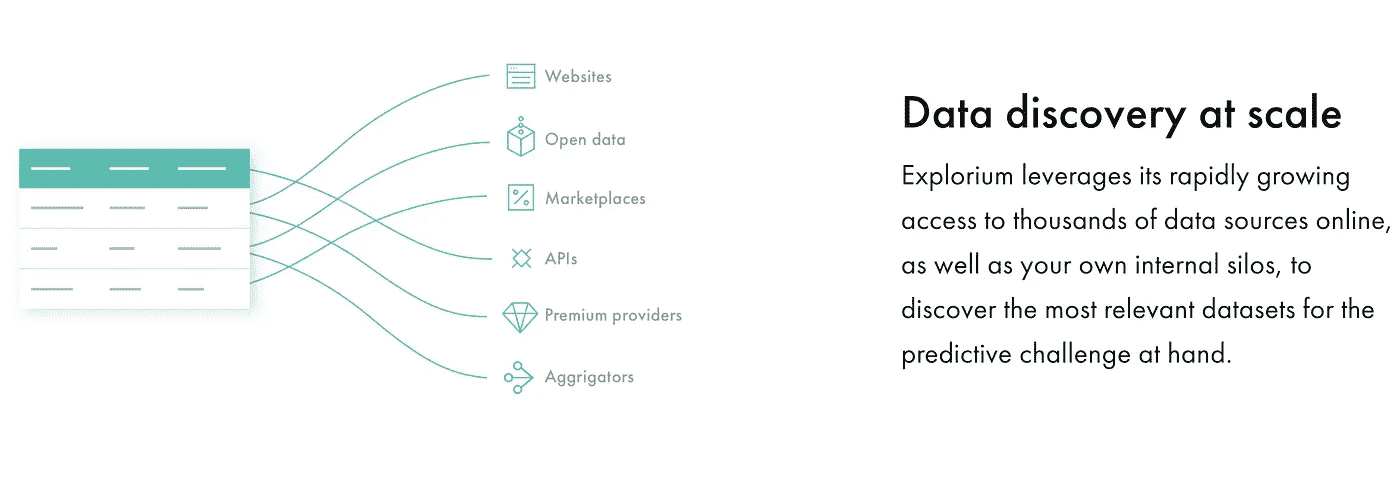 Websites
Open data
Marketplaces
APIs
Premium providers
Aggrigators
Data discovery at scale
Explorium leverages its rapidly growing
access to thousands of data sources online,
as well as your own internal silos, to
discover the most relevant datasets for the
predictive challenge at hand.